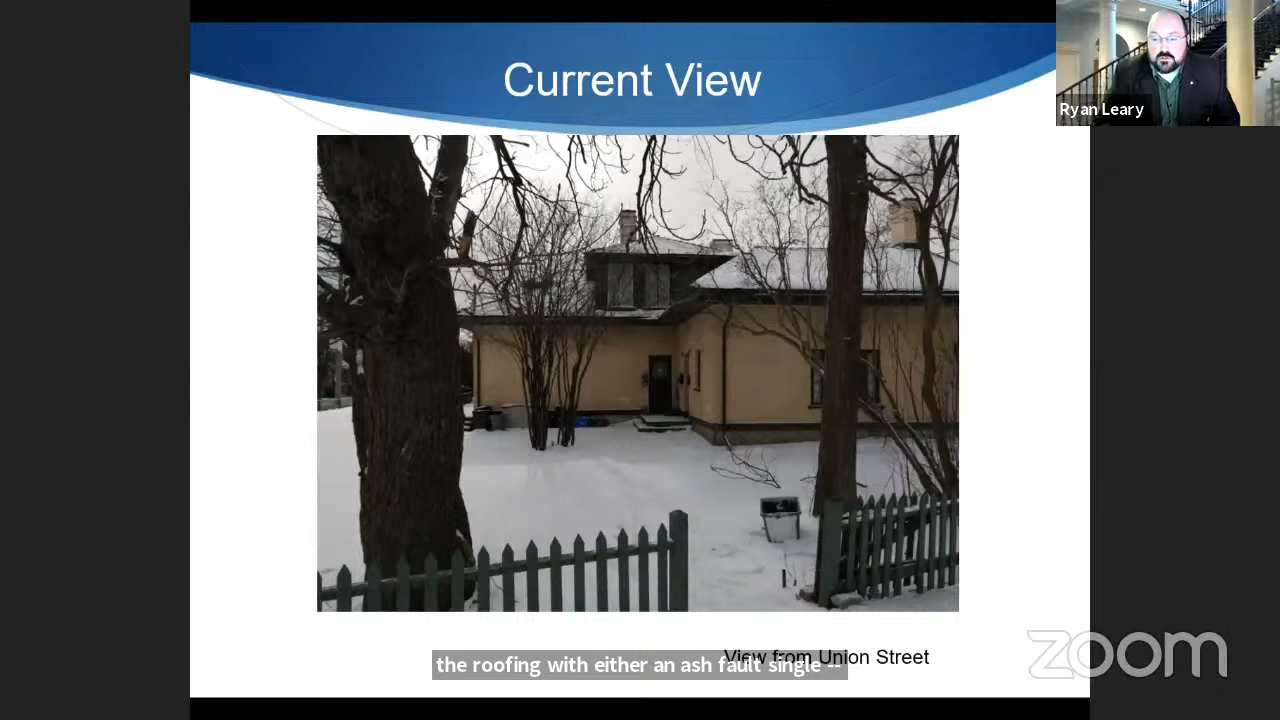 Current View
Ryan Leary
View from Union Street
the roofing with either an ash fault single --
zoom